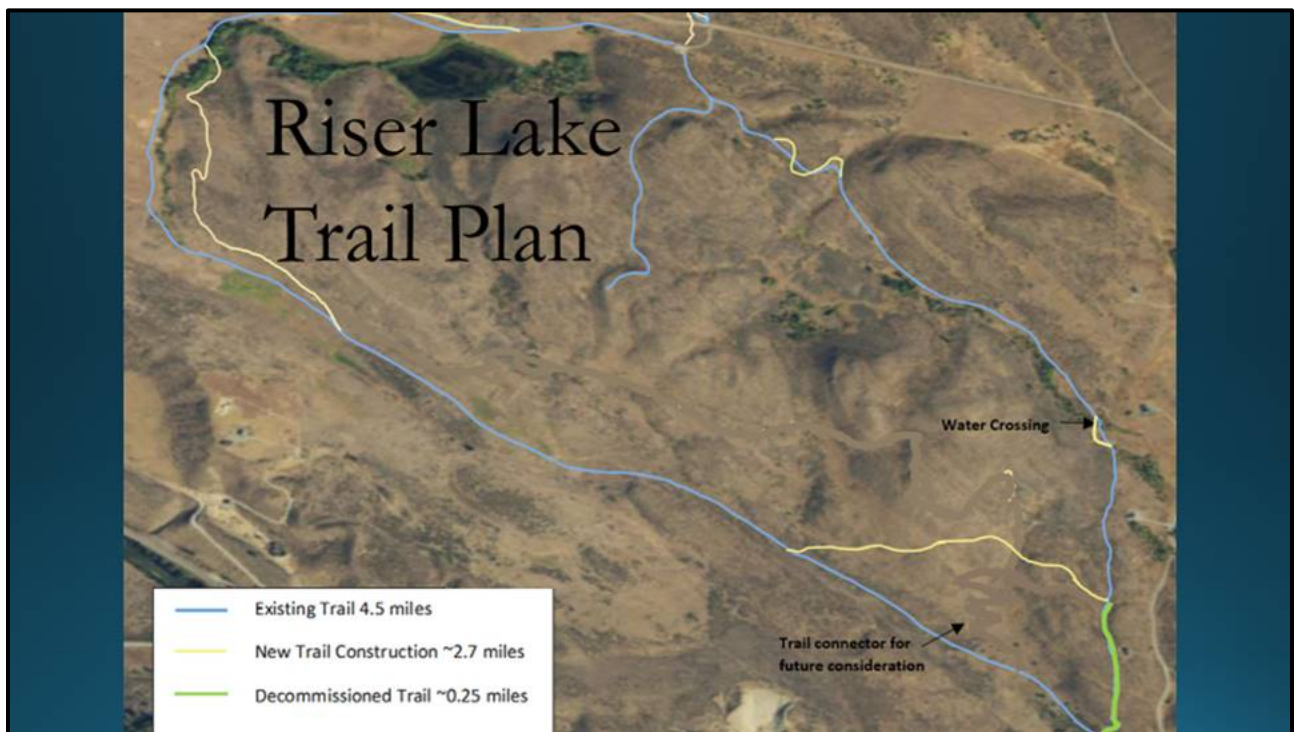 Riser Lake
Trail Plan
Water Crossing
Trail connector for
future consideration
Existing Trail 4.5 miles
New Trail Construction ~2.7 miles
Decommissioned Trail ~0.25 miles